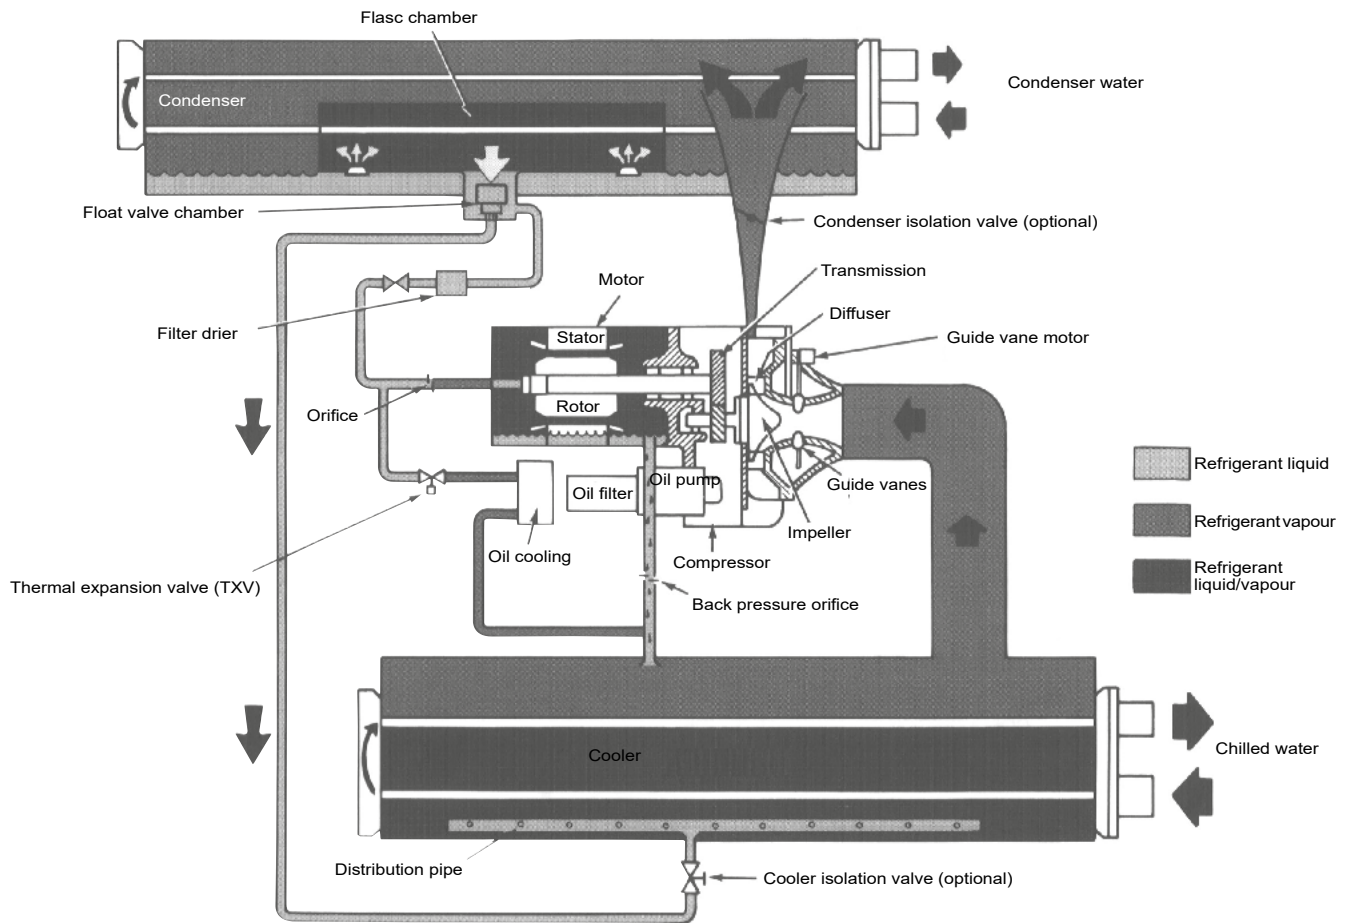 Flasc chamber
Condenser water
Condenser
Float valve chamber
Condenser isolation valve (optional)
Transmission
Motor
Diffuser
Filter drier
Stator
Guide vane motor
Rotor
Orifice
Refrigerant liquid
Guide vanes
Oil pump
Oil filter
Refrigerant vapour
Impeller
Oil cooling
Compressor
Refrigerant
liquid/vapour
Thermal expansion valve (TXV)
Back pressure orifice
Cooler
Chilled water
Distribution pipe
Cooler isolation valve (optional)